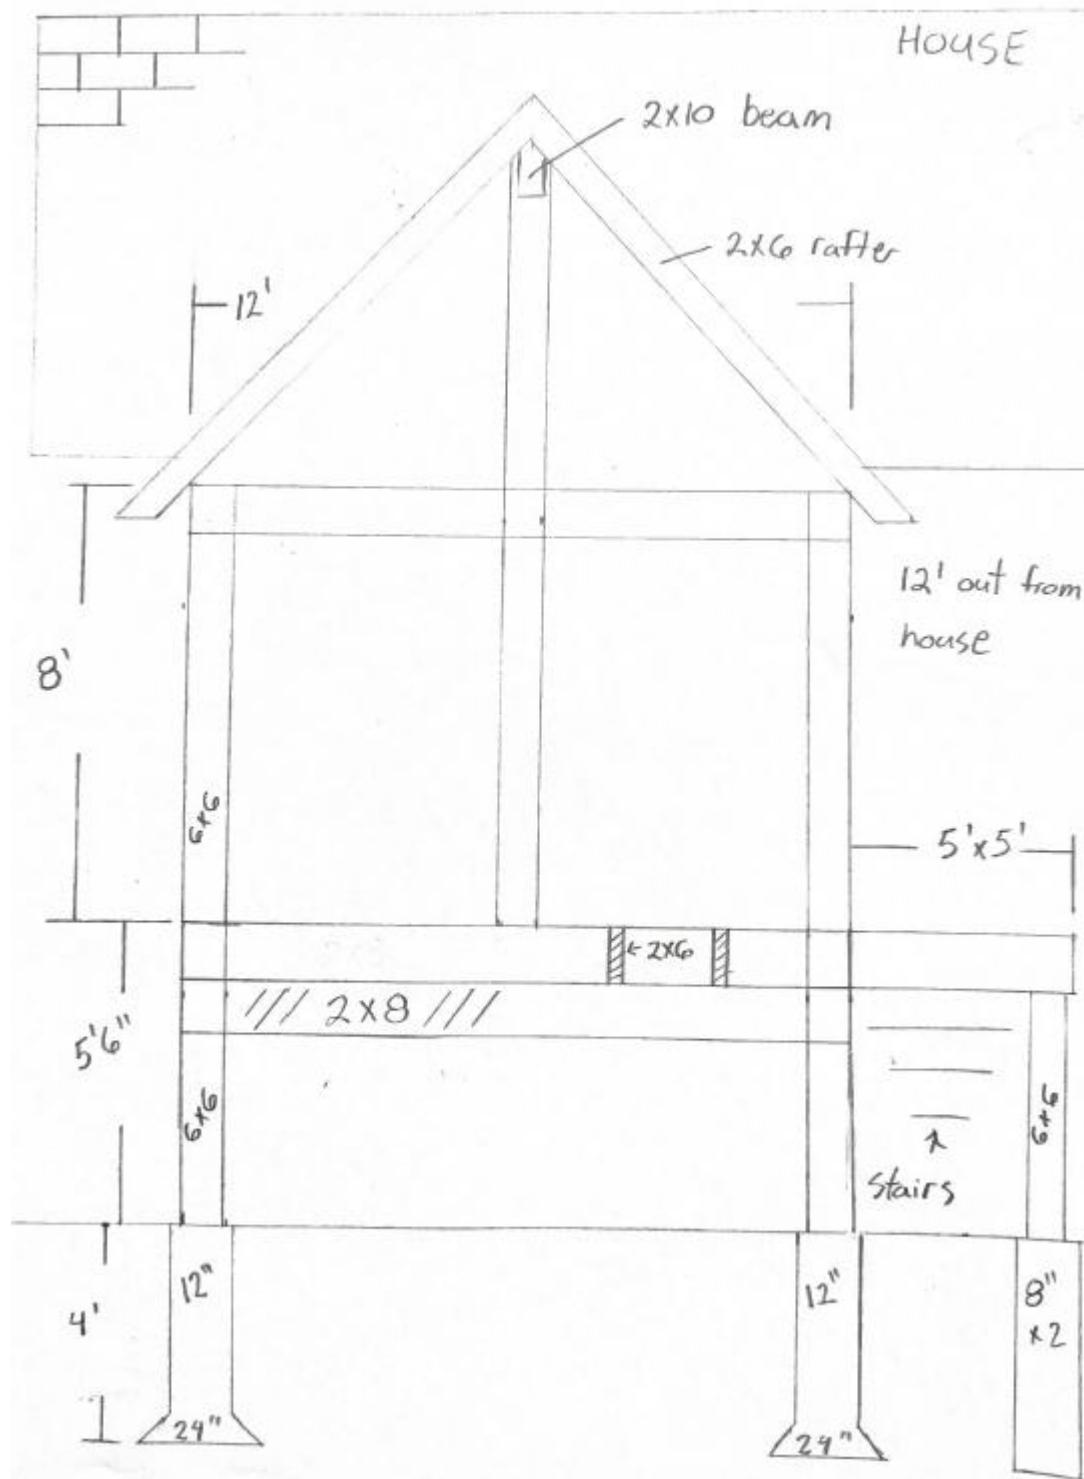 HOUSE
2x10 beam
2x6 rafter
12'
12' out from
house
8'
6x6
5'x5'
← 2x6
/// 2x8 ///
5'6"
6x6
6x6
Stairs
12"
12"
8"
x2
4'
24"
24"